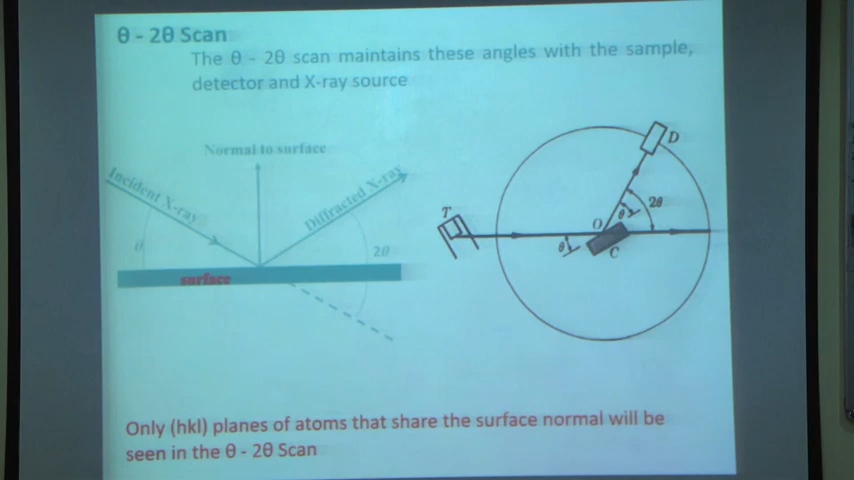 θ - 2θ Scan
The θ - 2θ scan maintains these angles with the sample,
detector and X-ray source
Normal to surface
Incident X-ray
Diffracted X-ray
θ
2θ
surface
T
D
O
θ
2θ
θ
C
Only (hkl) planes of atoms that share the surface normal will be
seen in the θ - 2θ Scan